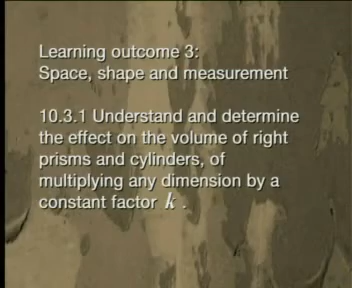 Learning outcome 3:
Space, shape and measurement
10.3.1 Understand and determine
the effect on the volume of right
prisms and cylinders, of
multiplying any dimension by a
constant factor k .